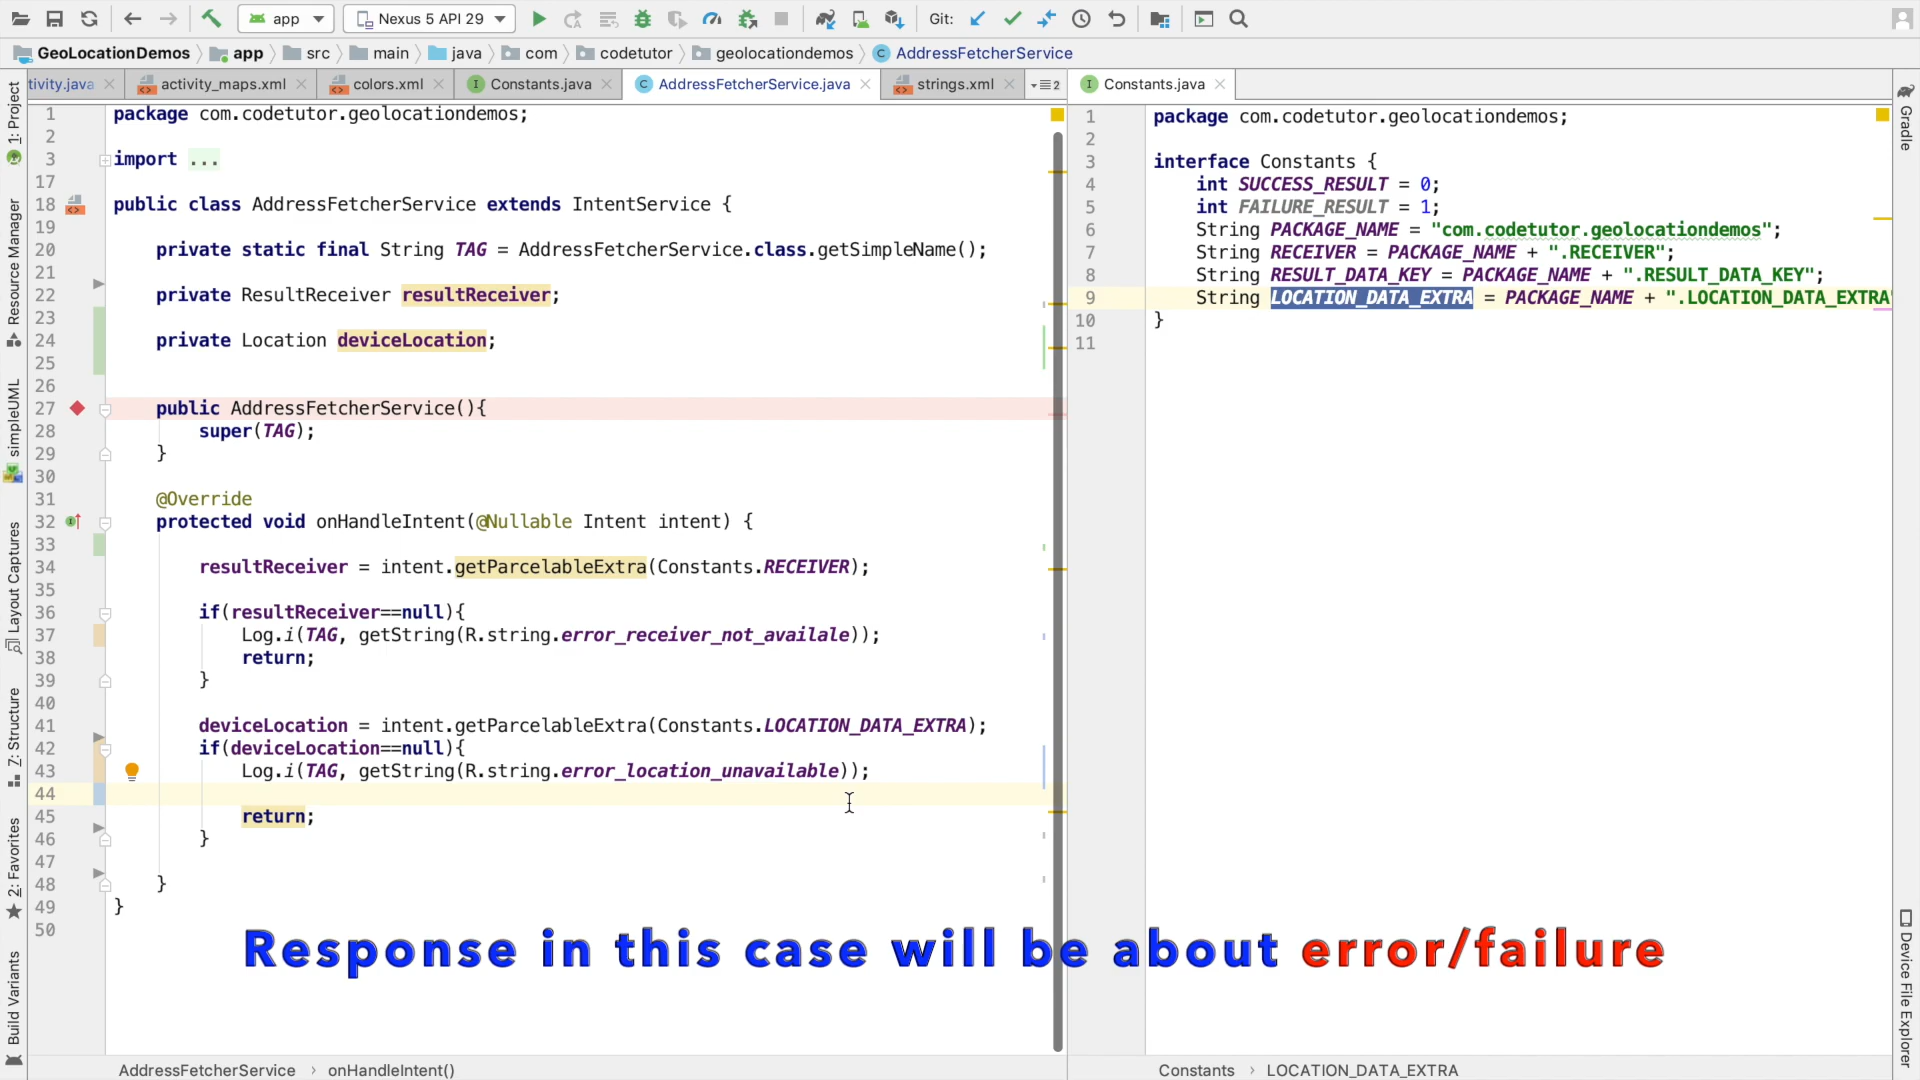 app
Nexus 5 API 29
Git:
GeoLocationDemos
app
src
main
java
com
codetutor
geolocationdemos
AddressFetcherService
tivity.java
activity_maps.xml
colors.xml
Constants.java
AddressFetcherService.java
strings.xml
2
Constants.java
1: Project
Resource Manager
simpleUML
Layout Captures
7: Structure
2: Favorites
Build Variants
1 package com.codetutor.geolocationdemos;
2
3 import ...
17
18 public class AddressFetcherService extends IntentService {
19
20 private static final String TAG = AddressFetcherService.class.getSimpleName();
21
22 private ResultReceiver resultReceiver;
23
24 private Location deviceLocation;
25
26
27 public AddressFetcherService(){
28 super(TAG);
29 }
30
31 @Override
32 protected void onHandleIntent(@Nullable Intent intent) {
33
34 resultReceiver = intent.getParcelableExtra(Constants.RECEIVER);
35
36 if(resultReceiver==null){
37 Log.i(TAG, getString(R.string.error_receiver_not_availale));
38 return;
39 }
40
41 deviceLocation = intent.getParcelableExtra(Constants.LOCATION_DATA_EXTRA);
42 if(deviceLocation==null){
43 Log.i(TAG, getString(R.string.error_location_unavailable));
44
45 return;
46 }
47
48 }
49 }
50
1 package com.codetutor.geolocationdemos;
2
3 interface Constants {
4 int SUCCESS_RESULT = 0;
5 int FAILURE_RESULT = 1;
6 String PACKAGE_NAME = "com.codetutor.geolocationdemos";
7 String RECEIVER = PACKAGE_NAME + ".RECEIVER";
8 String RESULT_DATA_KEY = PACKAGE_NAME + ".RESULT_DATA_KEY";
9 String LOCATION_DATA_EXTRA = PACKAGE_NAME + ".LOCATION_DATA_EXTRA"
10 }
11
Gradle
Device File Explorer
Response in this case will be about error/failure
AddressFetcherService › onHandleIntent()
Constants › LOCATION_DATA_EXTRA